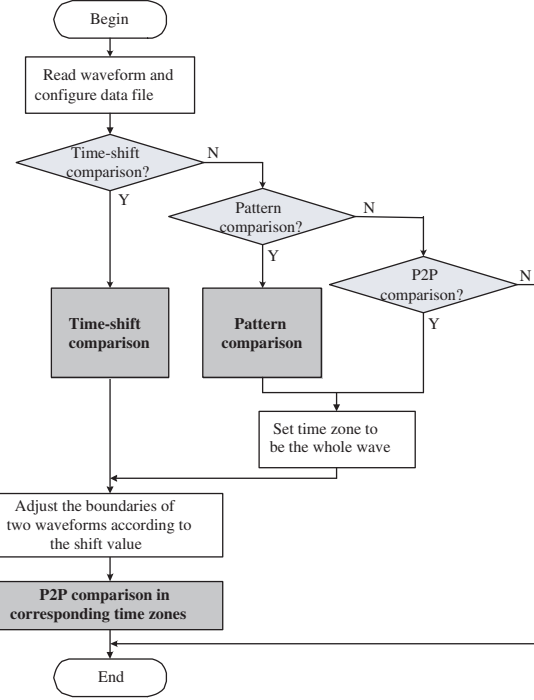 Begin
Read waveform and
configure data file
Time-shift
comparison?
N
Y
Pattern
comparison?
N
Y
P2P
comparison?
N
Y
Time-shift
comparison
Pattern
comparison
Set time zone to
be the whole wave
Adjust the boundaries of
two waveforms according to
the shift value
P2P comparison in
corresponding time zones
End